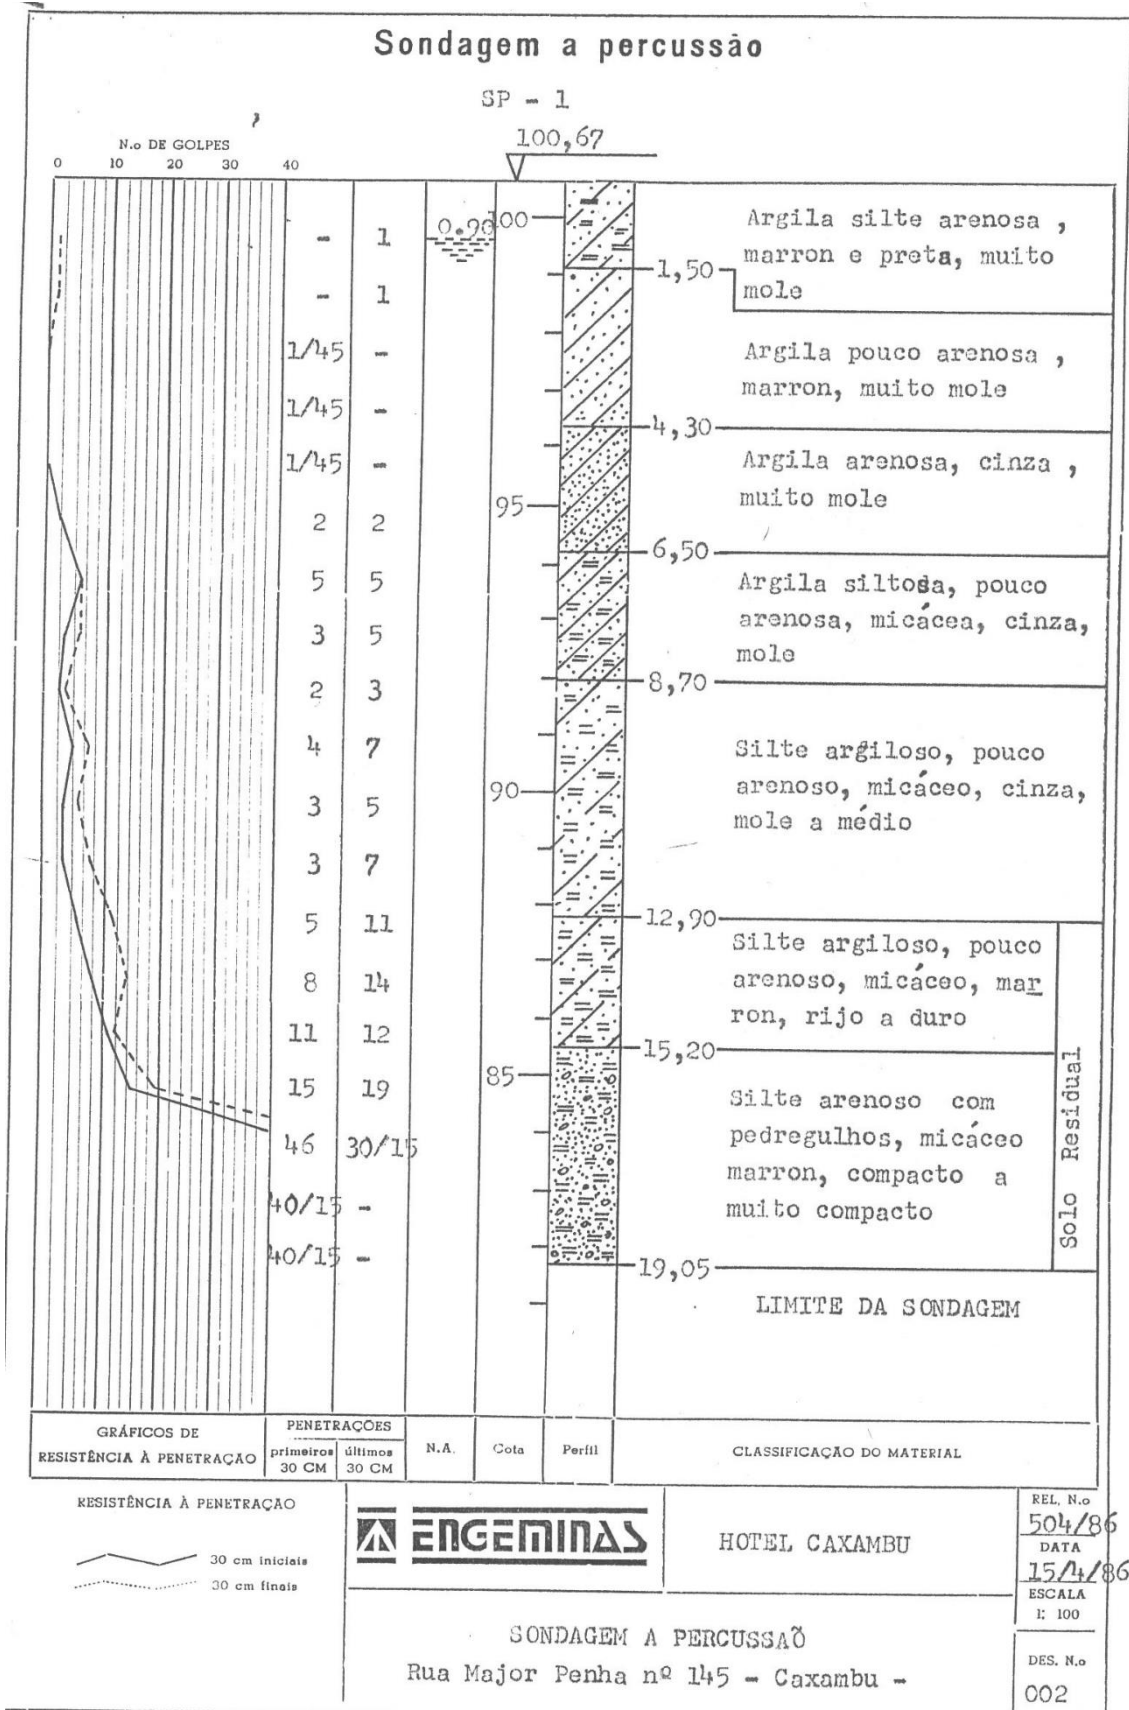 Sondagem a percussão
SP - 1
100,67
N.o DE GOLPES
0 10 20 30 40
- 1
- 1
1/45 -
1/45 -
1/45 -
2 2
5 5
3 5
2 3
4 7
3 5
3 7
5 11
8 14
11 12
15 19
46 30/15
40/15 -
40/15 -
0.90
100
95
90
85
1,50
4,30
6,50
8,70
12,90
15,20
19,05
Argila silte arenosa ,
marron e preta, muito
mole
Argila pouco arenosa ,
marron, muito mole
Argila arenosa, cinza ,
muito mole
Argila siltosa, pouco
arenosa, micácea, cinza,
mole
Silte argiloso, pouco
arenoso, micáceo, cinza,
mole a médio
Silte argiloso, pouco
arenoso, micáceo, mar
ron, rijo a duro
Silte arenoso com
pedregulhos, micáceo
marron, compacto a
muito compacto
Solo Residual
LIMITE DA SONDAGEM
GRÁFICOS DE
RESISTÊNCIA À PENETRAÇÃO
PENETRAÇÕES
primeiros
30 CM
últimos
30 CM
N.A.
Cota
Perfil
CLASSIFICAÇÃO DO MATERIAL
RESISTÊNCIA À PENETRAÇÃO
30 cm iniciais
30 cm finais
ENGEMINAS
HOTEL CAXAMBU
SONDAGEM A PERCUSSAÕ
Rua Major Penha nº 145 - Caxambu -
REL. N.o
504/86
DATA
15/4/86
ESCALA
1: 100
DES. N.o
002